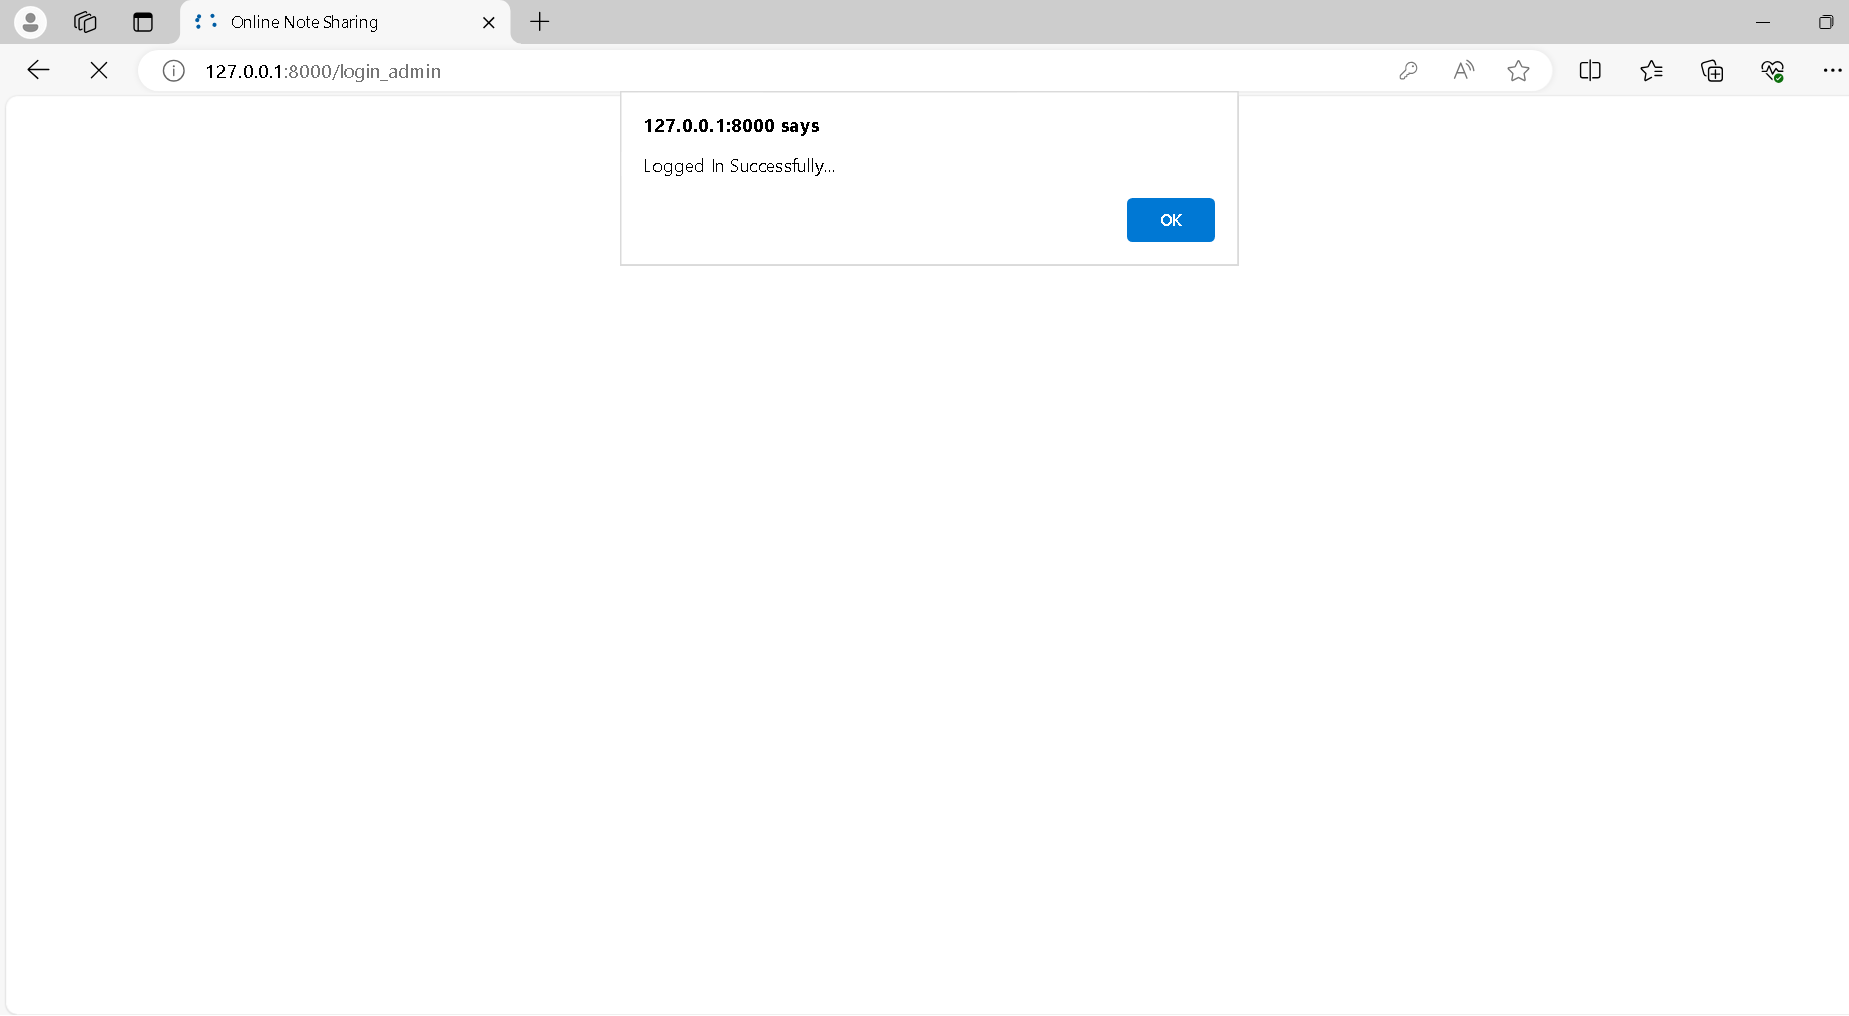 Online Note Sharing
127.0.0.1:8000/login_admin
127.0.0.1:8000 says
Logged In Successfully...
OK